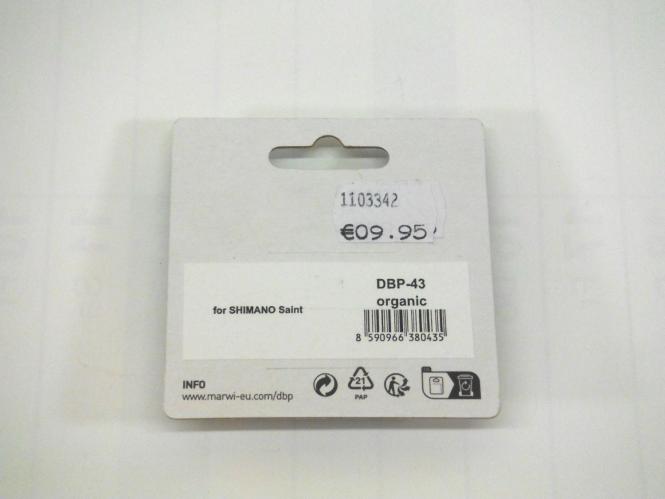 1103342
€09.95
DBP-43
organic
for SHIMANO Saint
8 590966 380435
INFO
www.marwi-eu.com/dbp
21
PAP